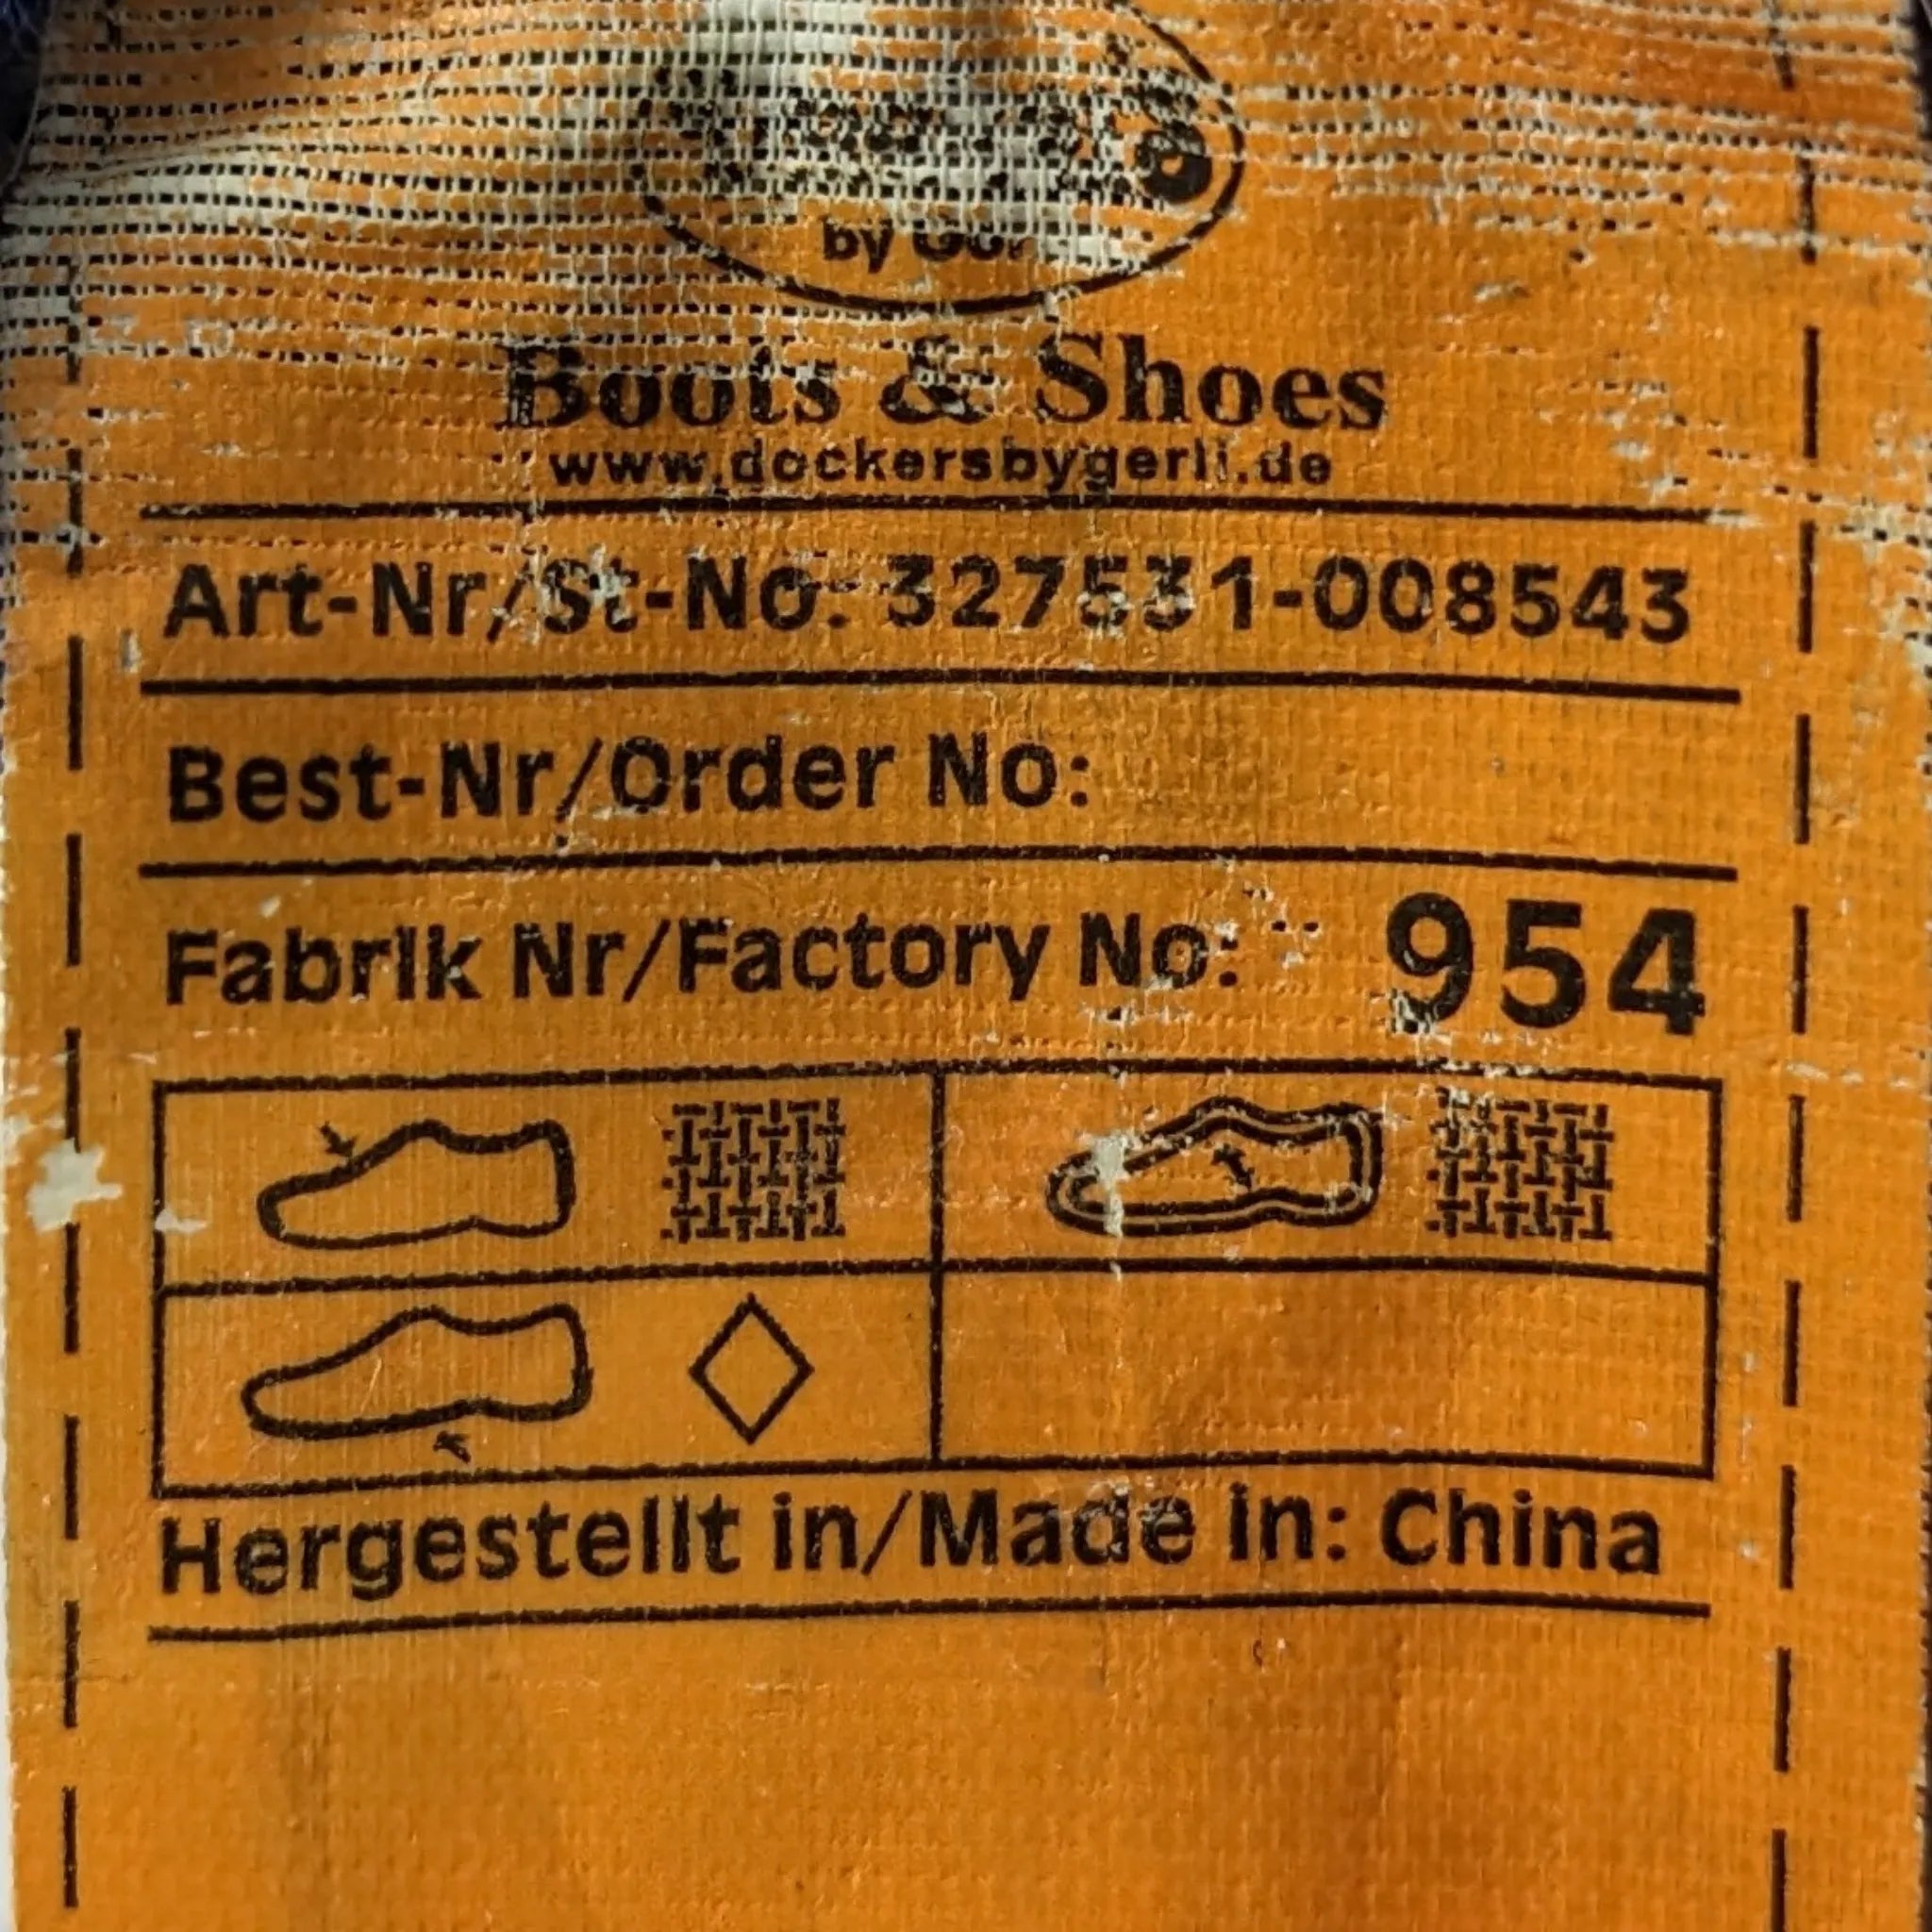 by
Boots & Shoes
www.dockersbygerli.de
Art-Nr/St-No: 327531-008543
Best-Nr/Order No:
Fabrik Nr/Factory No: 954
Hergestellt in/Made in: China